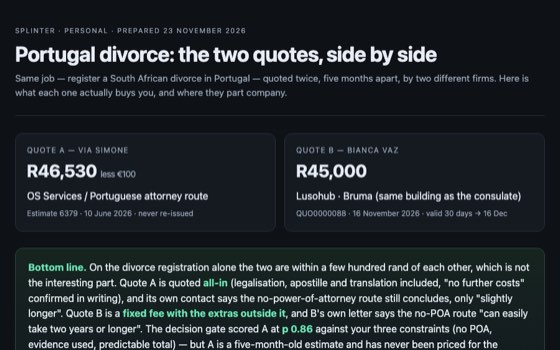 SPLINTER · PERSONAL · PREPARED 23 NOVEMBER 2026
Portugal divorce: the two quotes, side by side
Same job — register a South African divorce in Portugal — quoted twice, five months apart, by two different firms. Here is
what each one actually buys you, and where they part company.
QUOTE A — VIA SIMONE
R46,530 less €100
OS Services / Portuguese attorney route
Estimate 6379 · 10 June 2026 · never re-issued
QUOTE B — BIANCA VAZ
R45,000
Lusohub · Bruma (same building as the consulate)
QUO0000088 · 16 November 2026 · valid 30 days → 16 Dec
Bottom line. On the divorce registration alone the two are within a few hundred rand of each other, which is not
the interesting part. Quote A is quoted all-in (legalisation, apostille and translation included, "no further costs"
confirmed in writing), and its own contact says the no-power-of-attorney route still concludes, only "slightly
longer". Quote B is a fixed fee with the extras outside it, and B's own letter says the no-POA route "can easily
take two years or longer". The decision gate scored A at p 0.86 against your three constraints (no POA,
evidence used, predictable total) — but A is a five-month-old estimate and has never been priced for the